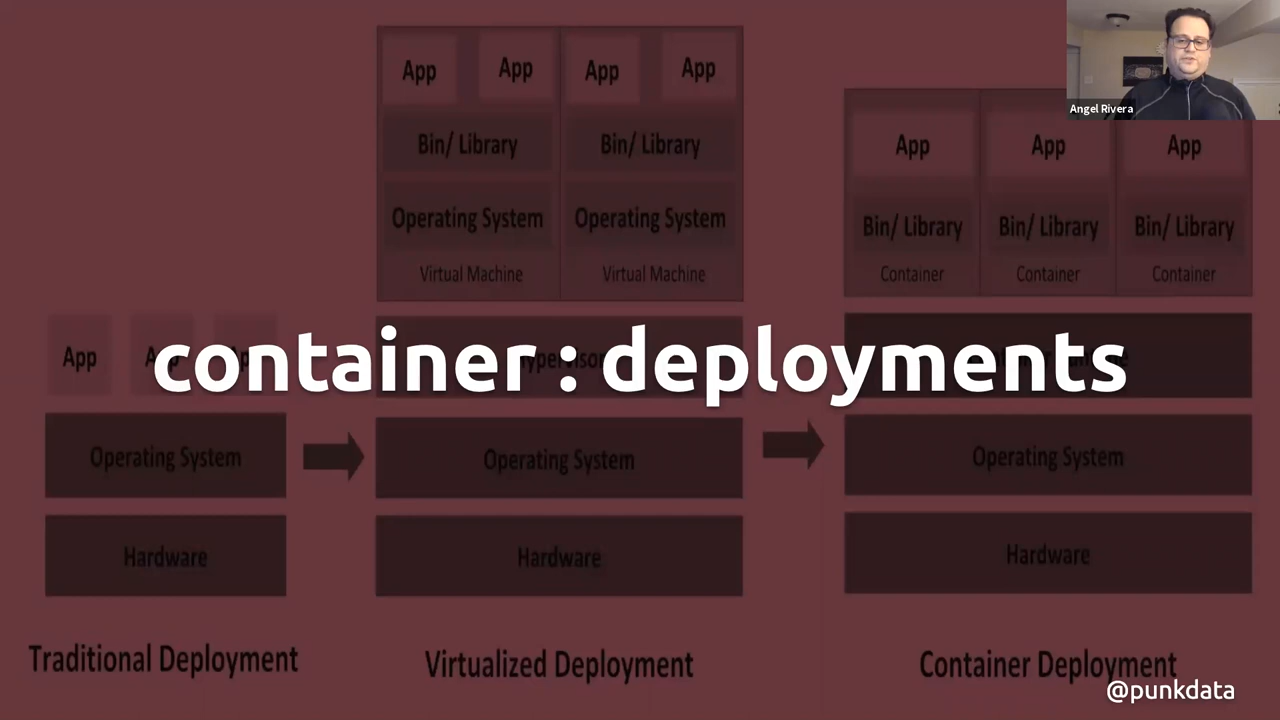 App
App
App
App
Angel Rivera
Bin/ Library
Bin/ Library
App
App
App
Operating System
Operating System
Bin/ Library
Bin/ Library
Bin/ Library
Virtual Machine
Virtual Machine
Container
Container
Container
App
container : deployments
Operating System
Operating System
Operating System
Hardware
Hardware
Hardware
Traditional Deployment
Virtualized Deployment
Container Deployment
@punkdata